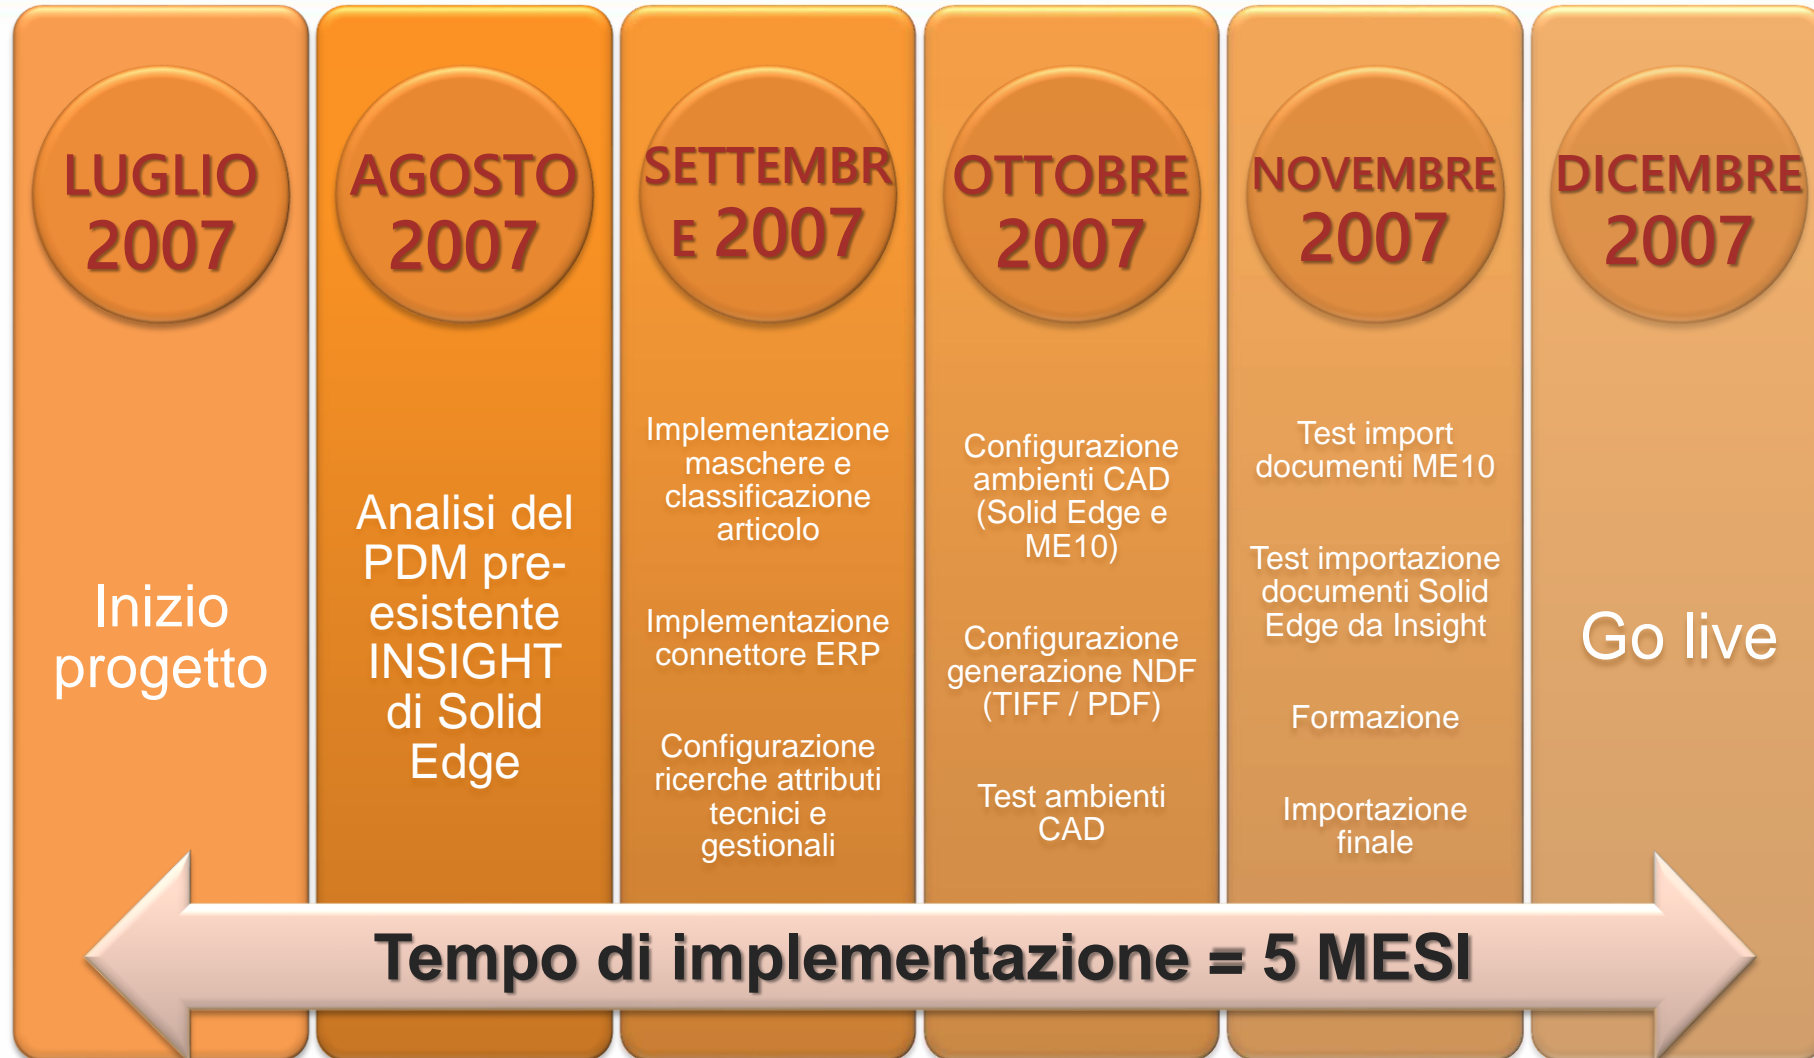 LUGLIO
2007
Inizio
progetto
AGOSTO
2007
Analisi del
PDM pre-
esistente
INSIGHT
di Solid
Edge
SETTEMBR
E 2007
Implementazione
maschere e
classificazione
articolo
Implementazione
connettore ERP
Configurazione
ricerche attributi
tecnici e
gestionali
OTTOBRE
2007
Configurazione
ambienti CAD
(Solid Edge e
ME10)
Configurazione
generazione NDF
(TIFF / PDF)
Test ambienti
CAD
NOVEMBRE
2007
Test import
documenti ME10
Test importazione
documenti Solid
Edge da Insight
Formazione
Importazione
finale
DICEMBRE
2007
Go live
Tempo di implementazione = 5 MESI